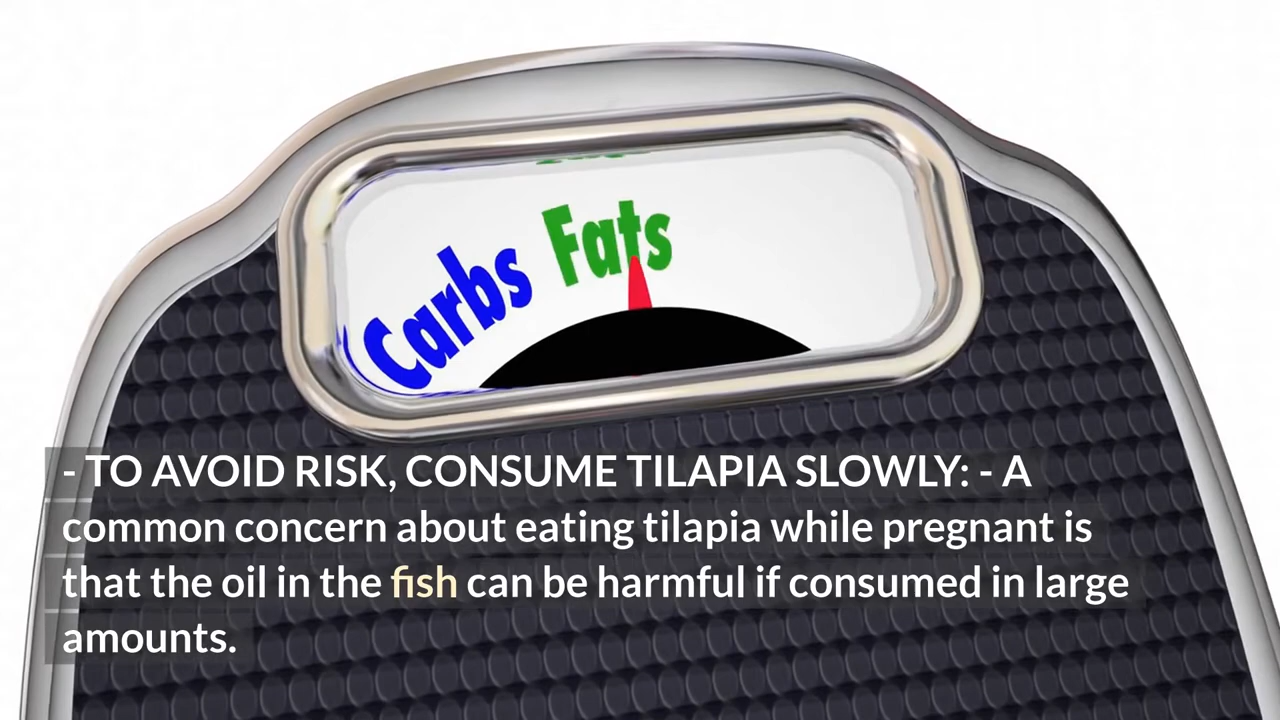 Fats
Carbs
- TO AVOID RISK, CONSUME TILAPIA SLOWLY: - A
common concern about eating tilapia while pregnant is
that the oil in the fish can be harmful if consumed in large
amounts.